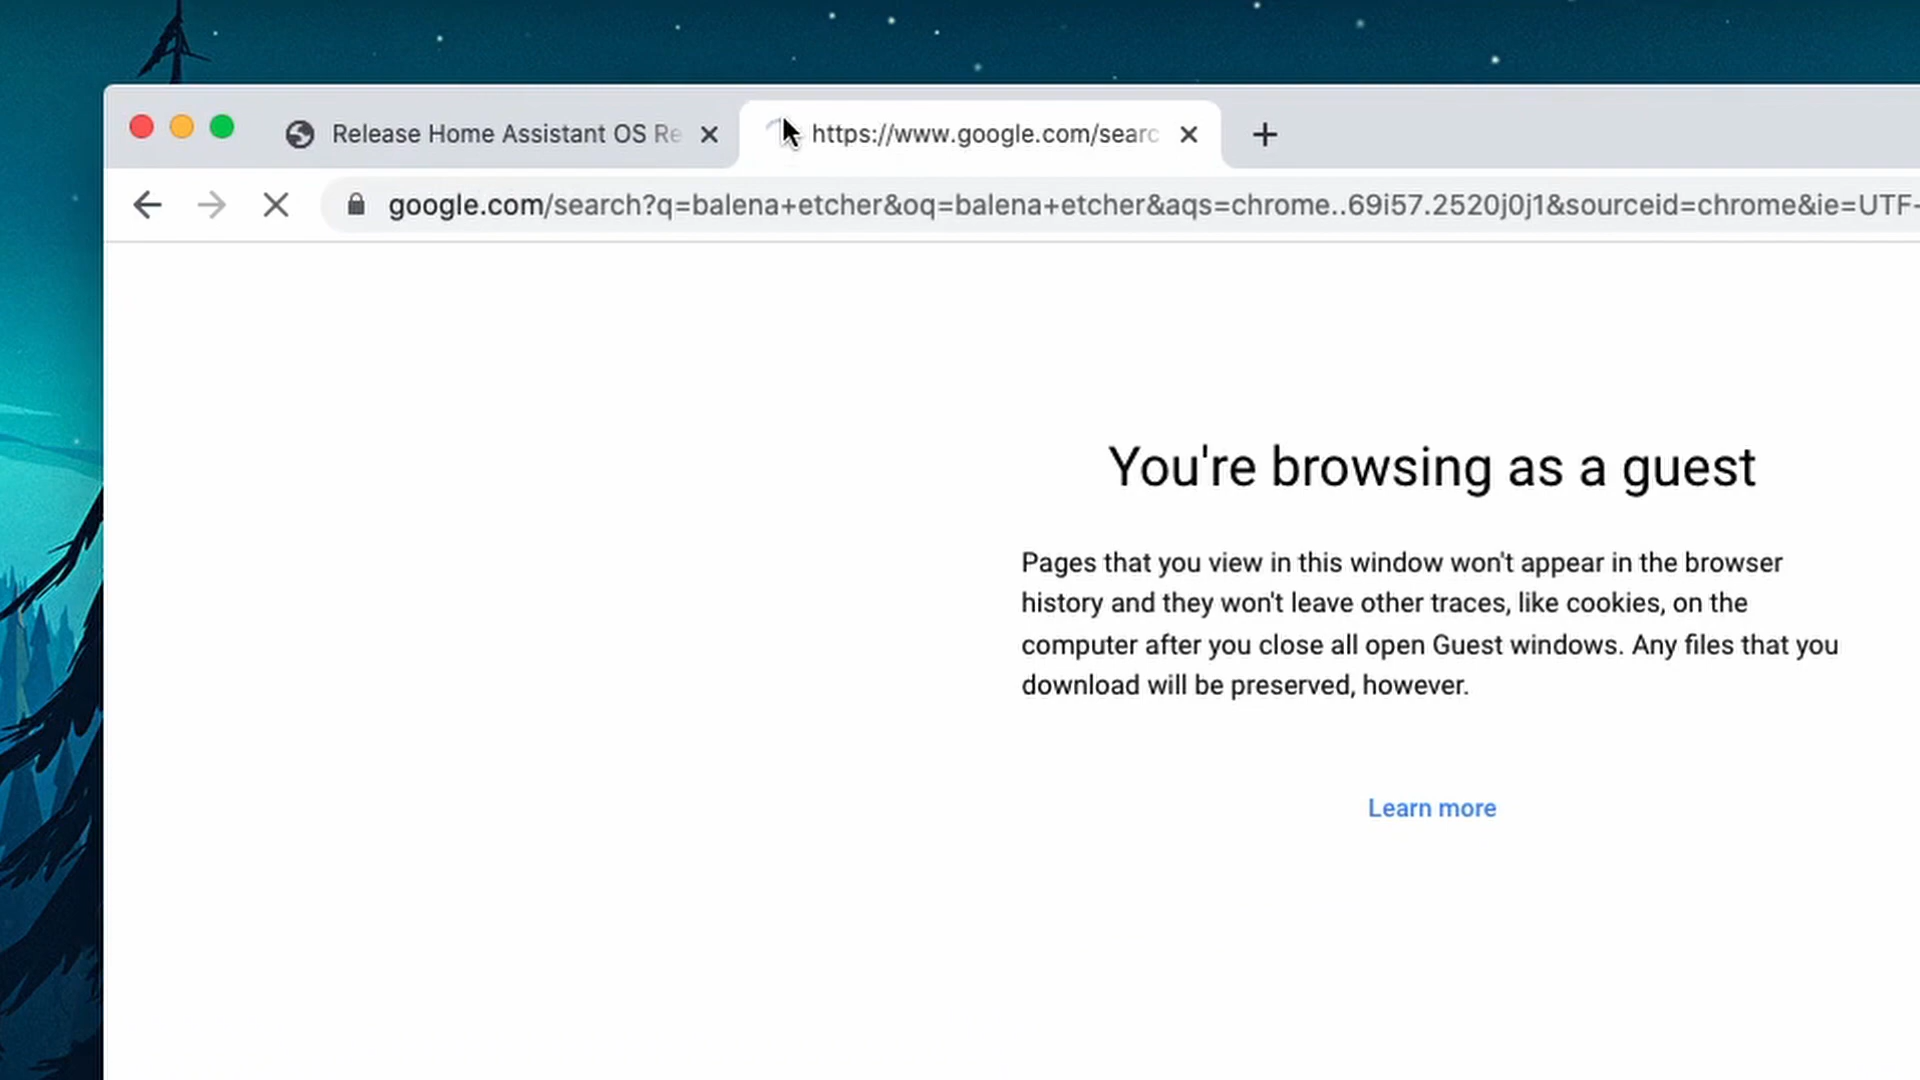 Release Home Assistant OS Re
https://www.google.com/searc
google.com/search?q=balena+etcher&oq=balena+etcher&aqs=chrome..69i57.2520j0j1&sourceid=chrome&ie=UTF-
You're browsing as a guest
Pages that you view in this window won't appear in the browser
history and they won't leave other traces, like cookies, on the
computer after you close all open Guest windows. Any files that you
download will be preserved, however.
Learn more